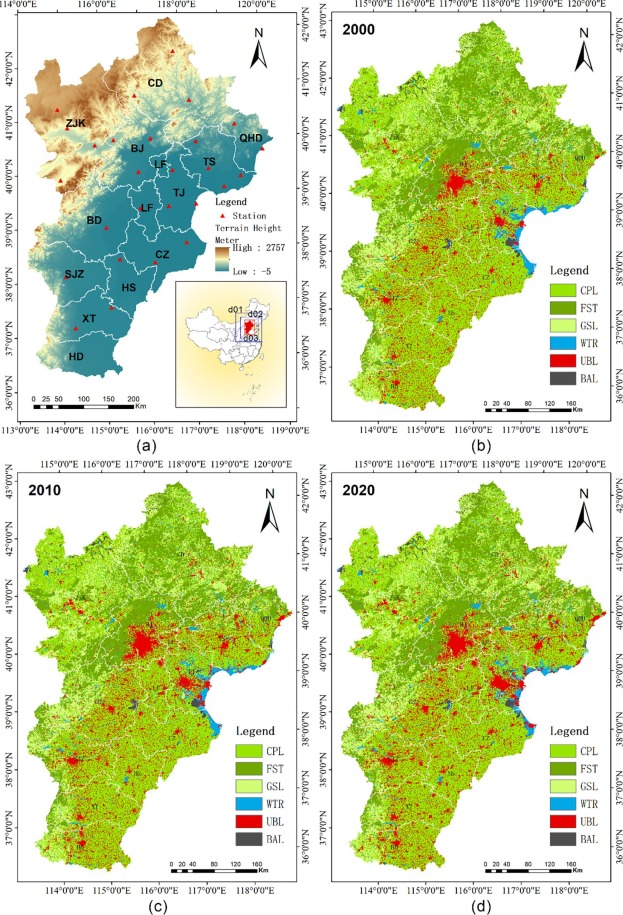 114°0'0"E 115°0'0"E 116°0'0"E 117°0'0"E 118°0'0"E 119°0'0"E 120°0'0"E
42°0'0"N
41°0'0"N
40°0'0"N
39°0'0"N
38°0'0"N
37°0'0"N
36°0'0"N
N
CD
ZJK
QHD
BJ
LF
TS
TJ
LF
BD
CZ
SJZ
HS
XT
HD
Legend
Station
Terrain Height
Meter
High : 2757
Low : -5
d01
d02
d03
0 25 50 100 150 200
Km
113°0'0"E 114°0'0"E 115°0'0"E 116°0'0"E 117°0'0"E 118°0'0"E 119°0'0"E
(a)
115°0'0"E 116°0'0"E 117°0'0"E 118°0'0"E 119°0'0"E 120°0'0"E
2000
N
43°0'0"N
42°0'0"N
41°0'0"N
40°0'0"N
39°0'0"N
38°0'0"N
37°0'0"N
Legend
CPL
FST
GSL
WTR
UBL
BAL
0 20 40 80 120 160
Km
114°0'0"E 115°0'0"E 116°0'0"E 117°0'0"E 118°0'0"E
(b)
115°0'0"E 116°0'0"E 117°0'0"E 118°0'0"E 119°0'0"E 120°0'0"E
2010
N
43°0'0"N
42°0'0"N
41°0'0"N
40°0'0"N
39°0'0"N
38°0'0"N
37°0'0"N
Legend
CPL
FST
GSL
WTR
UBL
BAL
0 20 40 80 120 160
Km
114°0'0"E 115°0'0"E 116°0'0"E 117°0'0"E 118°0'0"E
(c)
115°0'0"E 116°0'0"E 117°0'0"E 118°0'0"E 119°0'0"E 120°0'0"E
2020
N
43°0'0"N
42°0'0"N
41°0'0"N
40°0'0"N
39°0'0"N
38°0'0"N
37°0'0"N
Legend
CPL
FST
GSL
WTR
UBL
BAL
0 20 40 80 120 160
Km
114°0'0"E 115°0'0"E 116°0'0"E 117°0'0"E 118°0'0"E
(d)